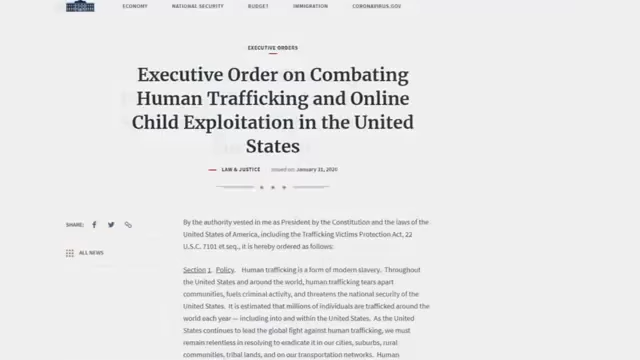 ECONOMY NATIONAL SECURITY BUDGET IMMIGRATION CORONAVIRUS.GOV
EXECUTIVE ORDERS
Executive Order on Combating
Human Trafficking and Online
Child Exploitation in the United
States
LAW & JUSTICE Issued on: January 31, 2020
SHARE:
ALL NEWS
By the authority vested in me as President by the Constitution and the laws of the
United States of America, including the Trafficking Victims Protection Act, 22
U.S.C. 7101 et seq., it is hereby ordered as follows:
Section 1. Policy. Human trafficking is a form of modern slavery. Throughout
the United States and around the world, human trafficking tears apart
communities, fuels criminal activity, and threatens the national security of the
United States. It is estimated that millions of individuals are trafficked around the
world each year — including into and within the United States. As the United
States continues to lead the global fight against human trafficking, we must
remain relentless in resolving to eradicate it in our cities, suburbs, rural
communities, tribal lands, and on our transportation networks. Human